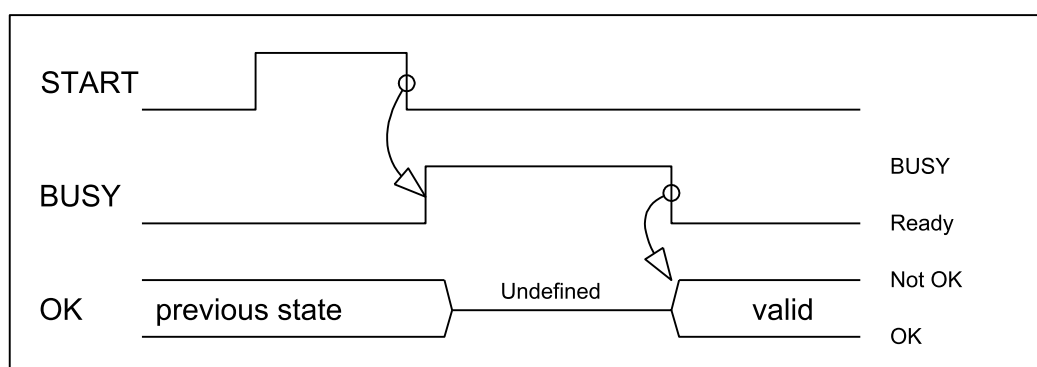 START
BUSY
BUSY
Ready
Not OK
Undefined
OK
previous state
valid
OK